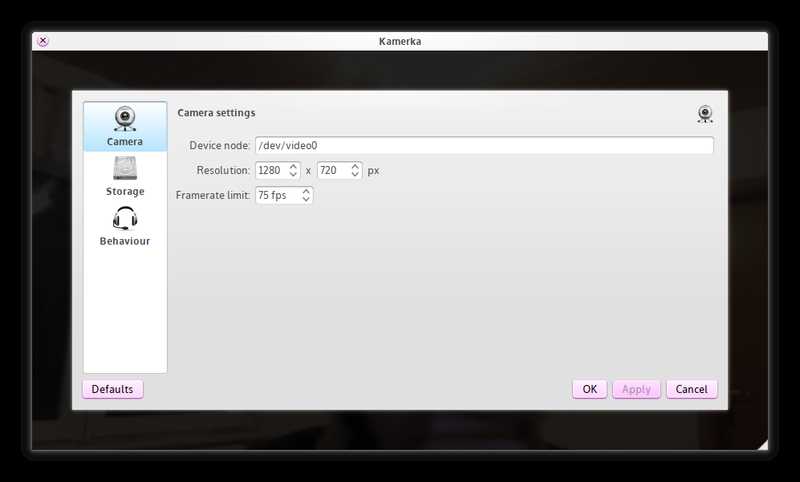 Kamerka
Camera settings
Camera
Storage
Behaviour
Device node: /dev/video0
Resolution: 1280 x 720 px
Framerate limit: 75 fps
Defaults OK Apply Cancel